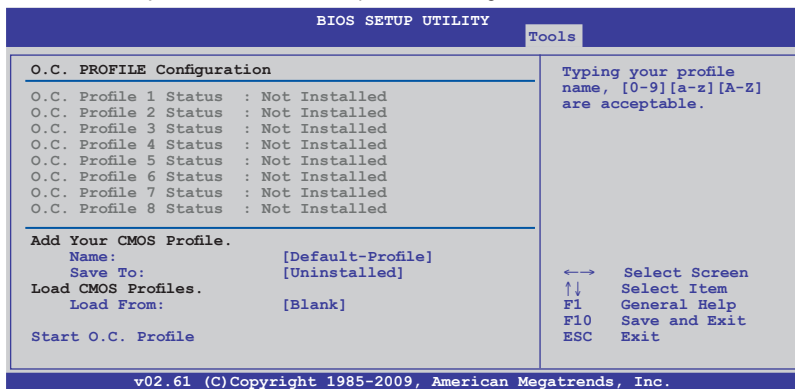 BIOS SETUP UTILITY
Tools
O.C. PROFILE Configuration
O.C. Profile 1 Status : Not Installed
O.C. Profile 2 Status : Not Installed
O.C. Profile 3 Status : Not Installed
O.C. Profile 4 Status : Not Installed
O.C. Profile 5 Status : Not Installed
O.C. Profile 6 Status : Not Installed
O.C. Profile 7 Status : Not Installed
O.C. Profile 8 Status : Not Installed
Add Your CMOS Profile.
Name: [Default-Profile]
Save To: [Uninstalled]
Load CMOS Profiles.
Load From: [Blank]
Start O.C. Profile
Typing your profile
name, [0-9][a-z][A-Z]
are acceptable.
←→ Select Screen
↑↓ Select Item
F1 General Help
F10 Save and Exit
ESC Exit
v02.61 (C)Copyright 1985-2009, American Megatrends, Inc.